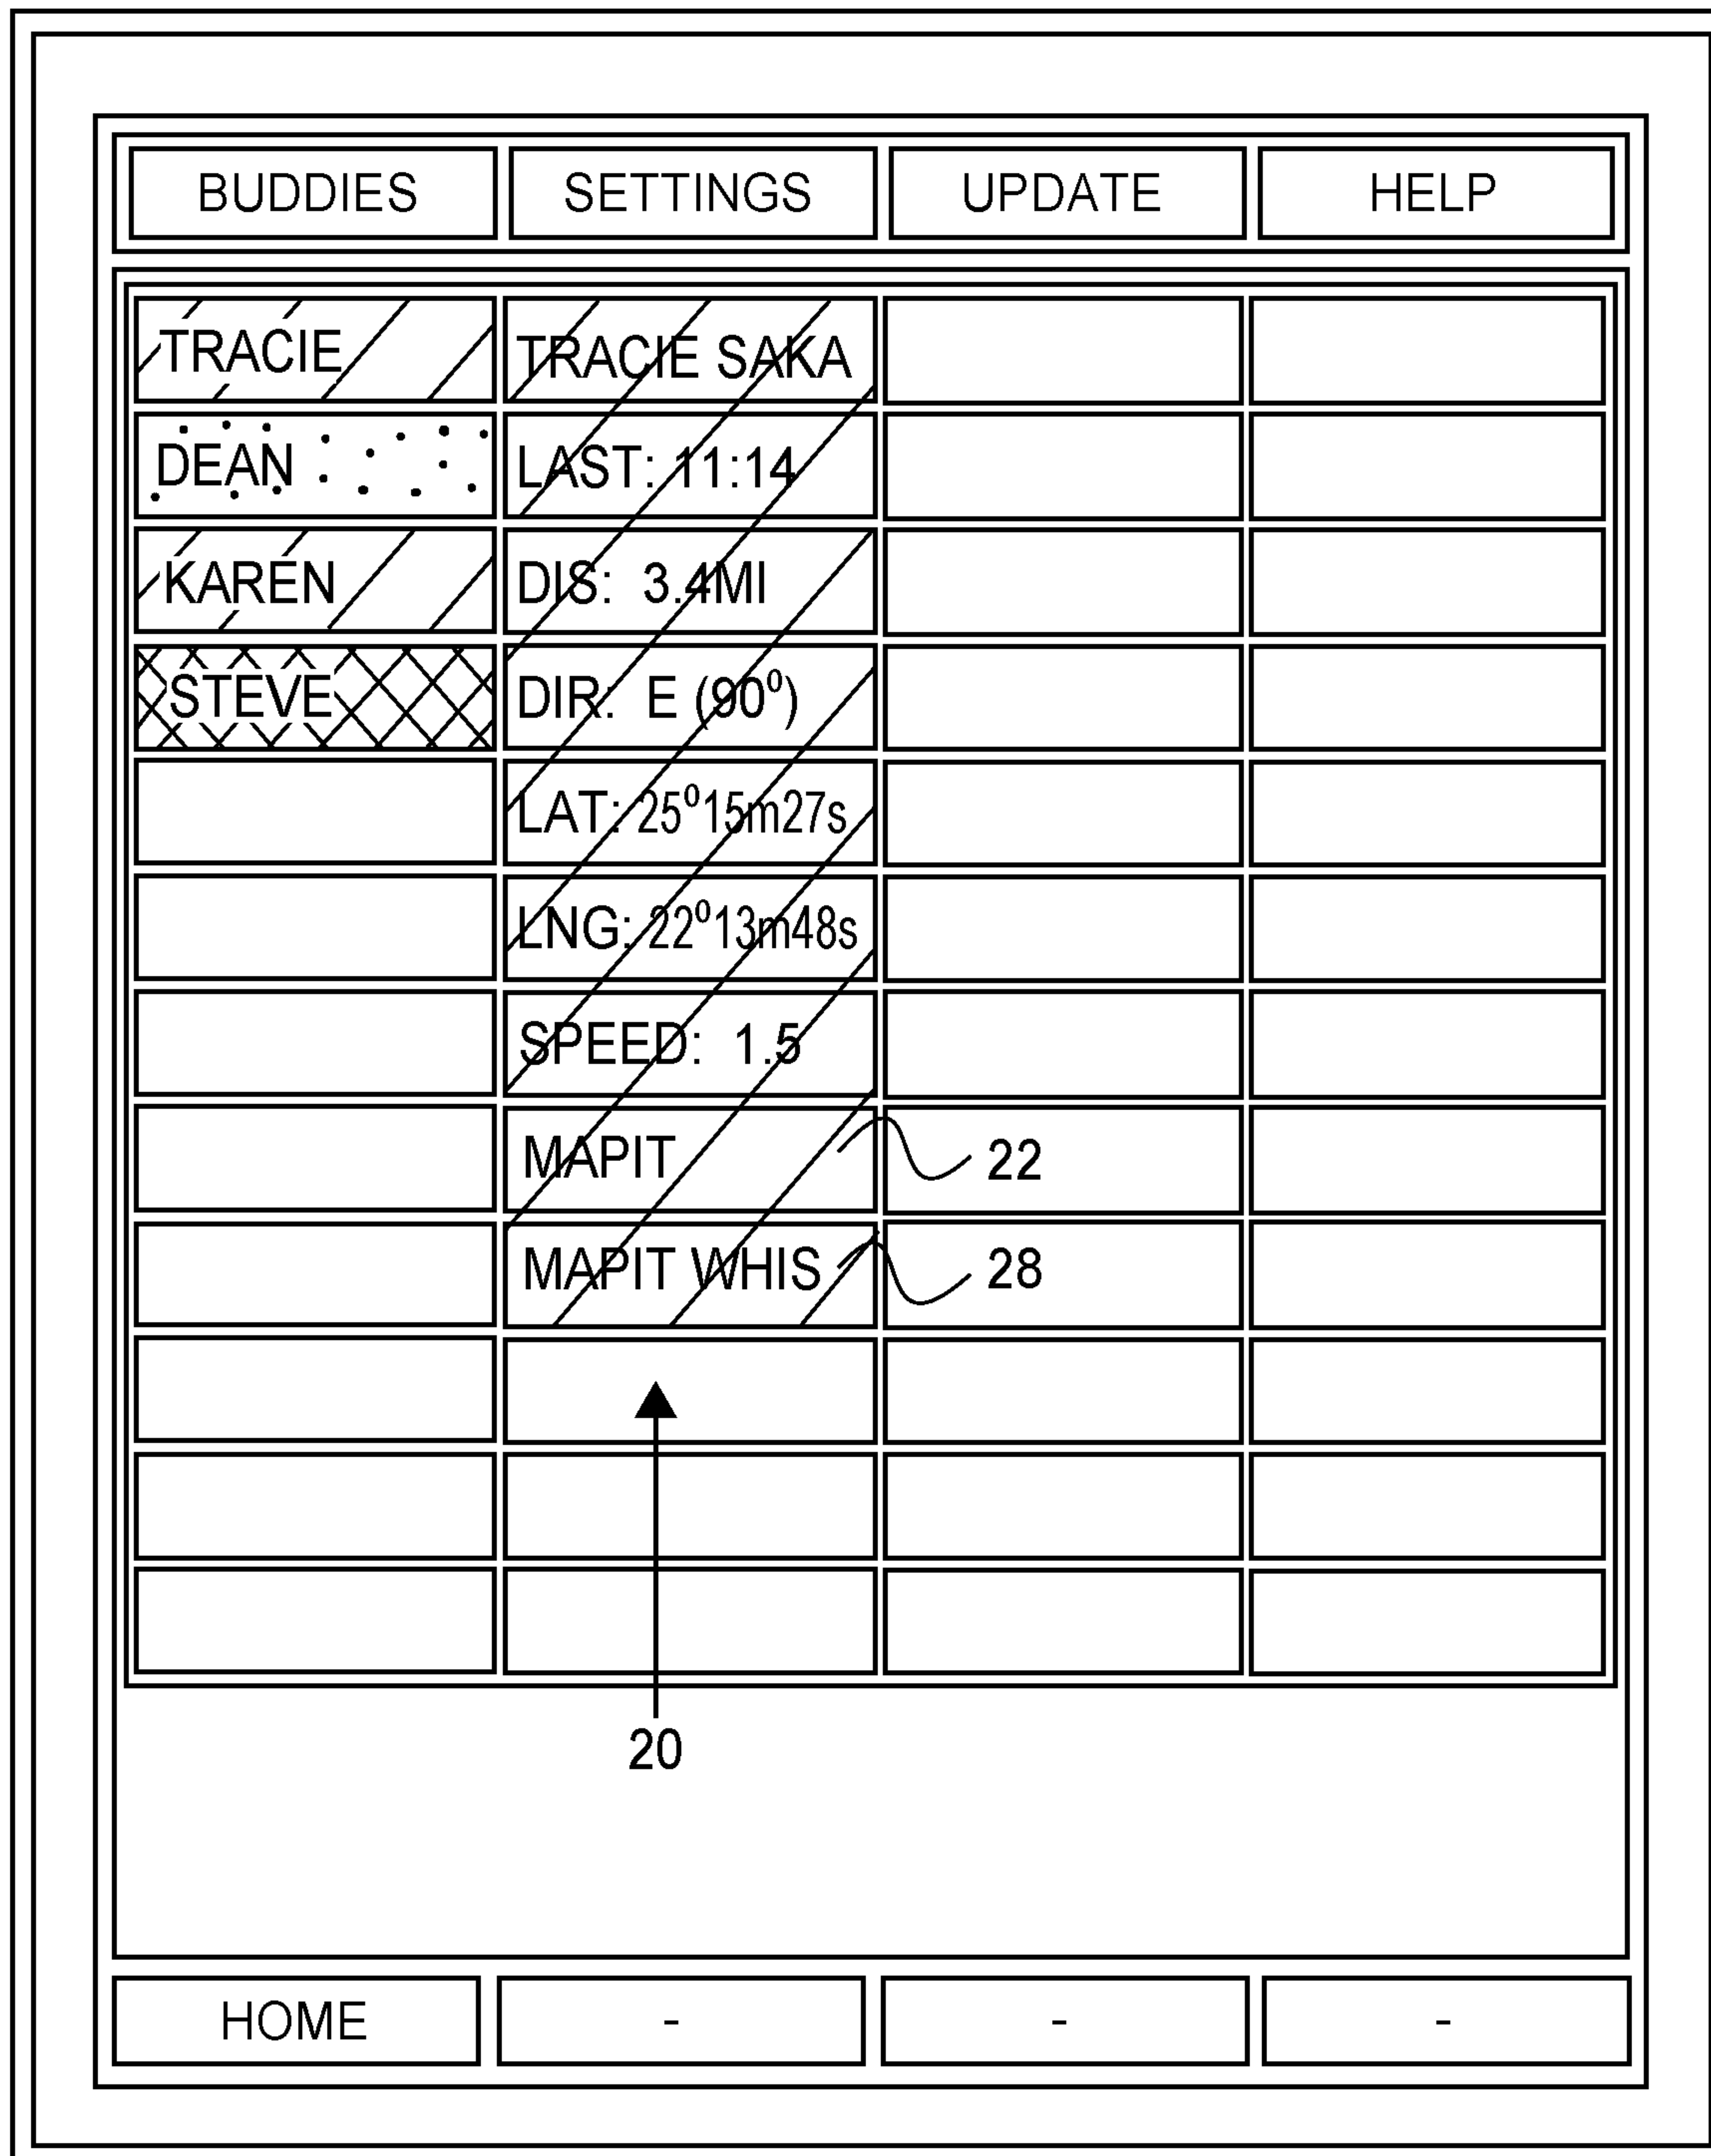 BUDDIES SETTINGS UPDATE HELP
TRACIE TRACIE SAKA
DEAN LAST: 11:14
KAREN DIS: 3.4MI
STEVE DIR: E (90⁰)
LAT: 25⁰15m27s
LNG: 22⁰13m48s
SPEED: 1.5
MAPIT 22
MAPIT WHIS 28
20
HOME - - -